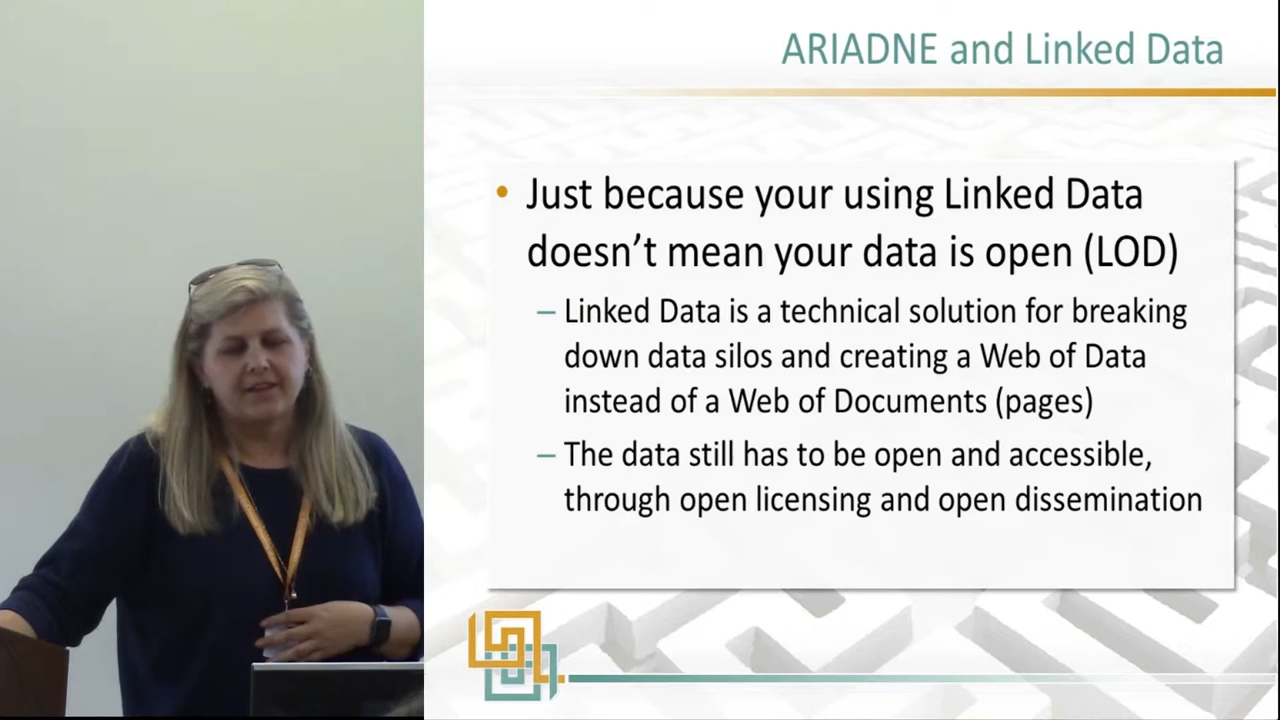 ARIADNE and Linked Data
• Just because your using Linked Data
doesn’t mean your data is open (LOD)
– Linked Data is a technical solution for breaking
down data silos and creating a Web of Data
instead of a Web of Documents (pages)
– The data still has to be open and accessible,
through open licensing and open dissemination